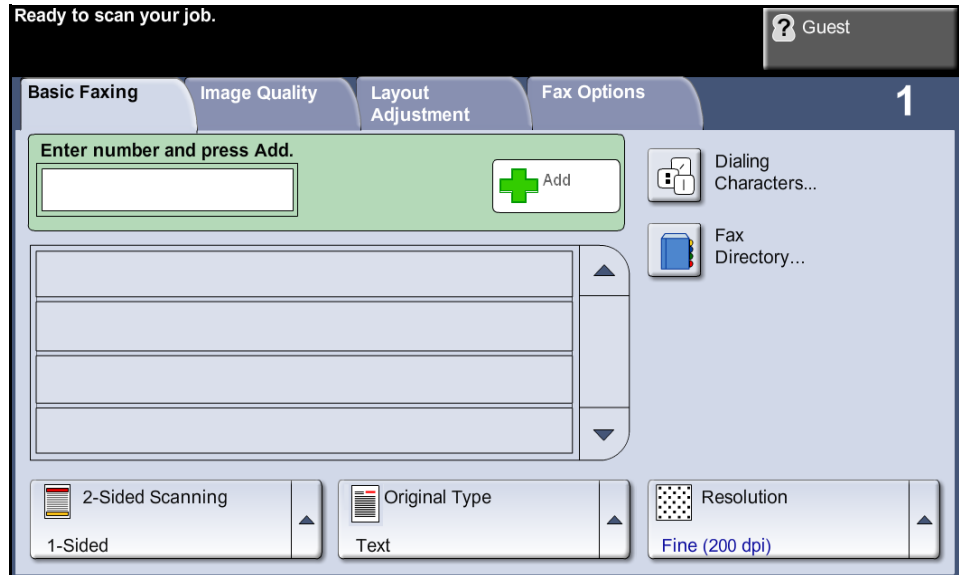 Ready to scan your job.
? Guest
Basic Faxing
Image Quality
Layout
Adjustment
Fax Options
1
Enter number and press Add.
Add
Dialing
Characters...
Fax
Directory...
2-Sided Scanning
1-Sided
Original Type
Text
Resolution
Fine (200 dpi)